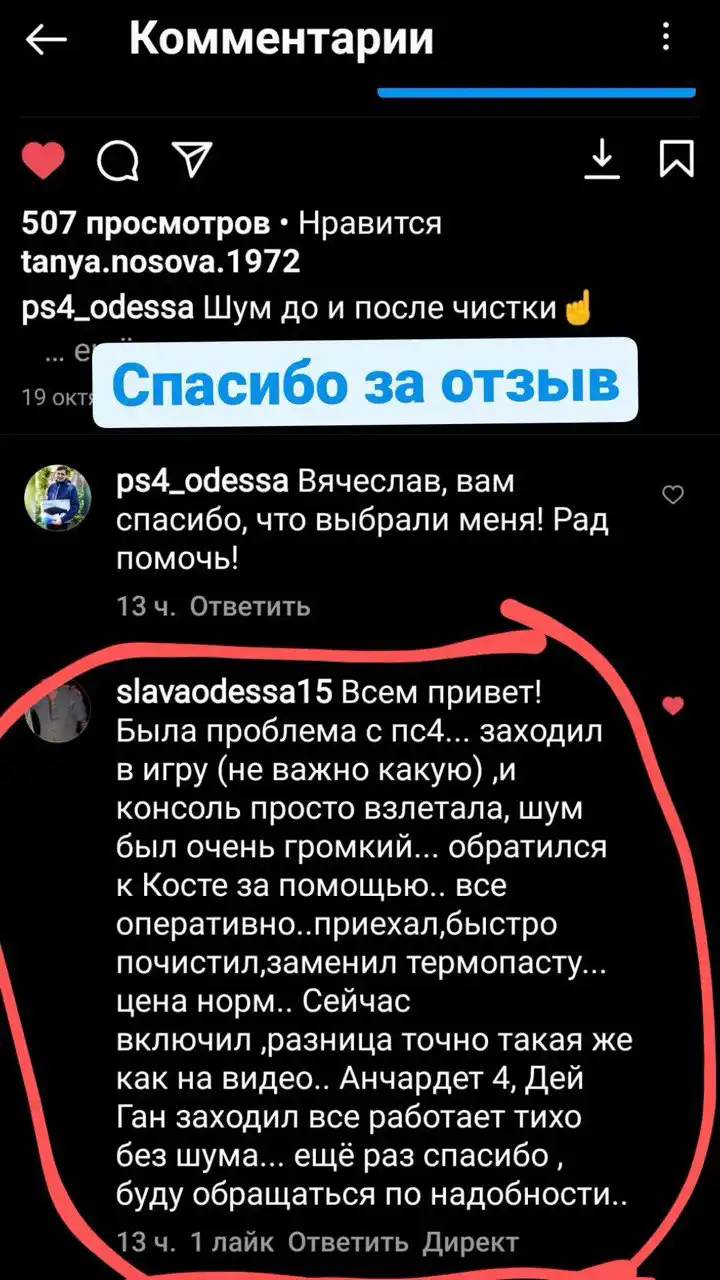 Комментарии
507 просмотров • Нравится
tanya.nosova.1972
ps4_odessa Шум до и после чистки☝️
Спасибо за отзыв
19
ps4_odessa Вячеслав, вам
спасибо, что выбрали меня! Рад
помочь!
13 ч. Ответить
slavaodessa15 Всем привет!
Была проблема с пс4... заходил
в игру (не важно какую) ,и
консоль просто взлетала, шум
был очень громкий... обратился
к Косте за помощью.. все
оперативно..приехал,быстро
почистил,заменил термопасту...
цена норм.. Сейчас
включил ,разница точно такая же
как на видео.. Анчардет 4, Дей
Ган заходил все работает тихо
без шума... ещё раз спасибо ,
буду обращаться по надобности..
13 ч. 1 лайк Ответить Директ